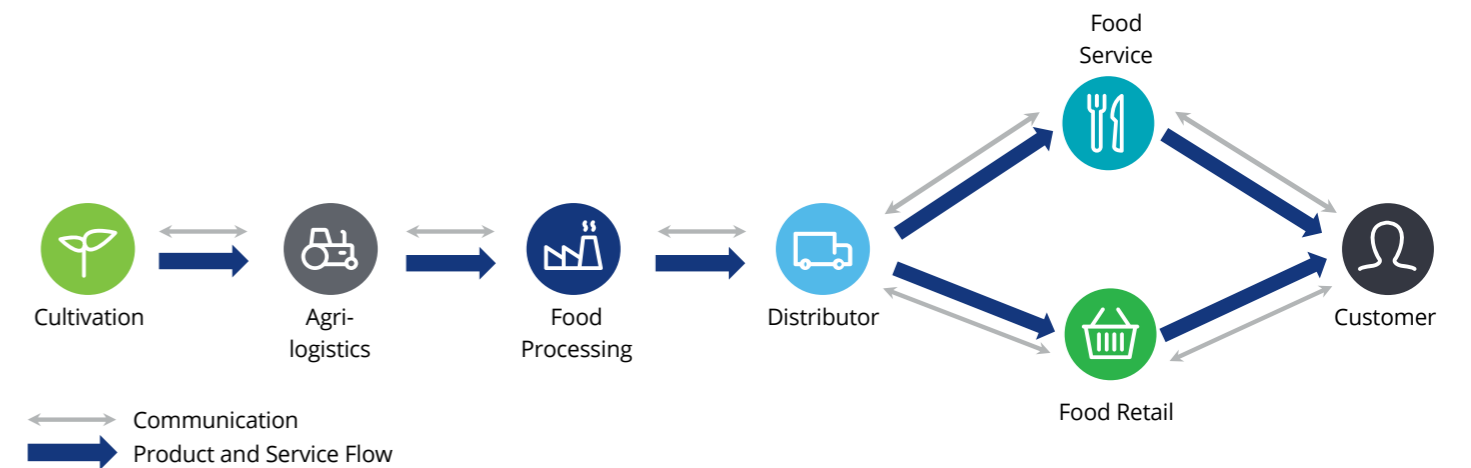 Food
Service
Cultivation
Agri-
logistics
Food
Processing
Distributor
Customer
Food Retail
Communication
Product and Service Flow